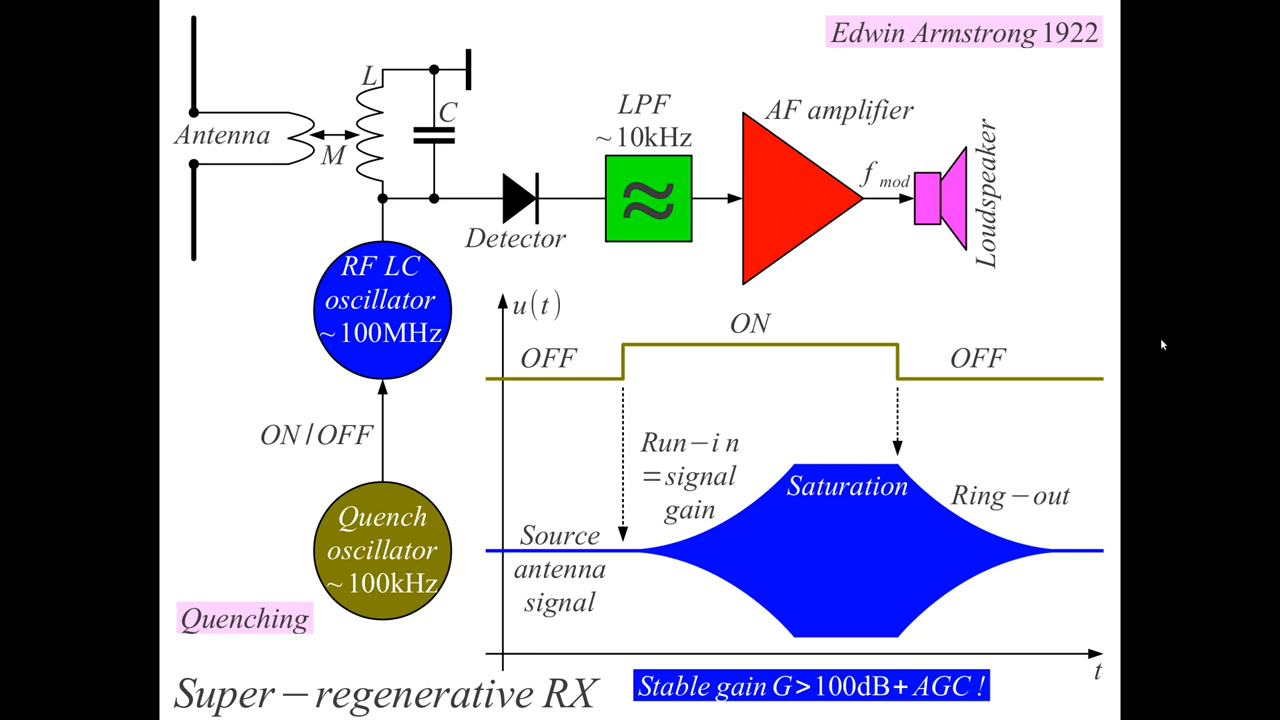 Edwin Armstrong 1922
L
C
Antenna
M
LPF
~10kHz
AF amplifier
f mod
Loudspeaker
Detector
RF LC
oscillator
~100MHz
ON/OFF
Quench
oscillator
~100kHz
Quenching
u(t)
OFF
ON
OFF
Run-in
=signal
gain
Saturation
Ring-out
Source
antenna
signal
t
Super-regenerative RX
Stable gain G>100dB+AGC!